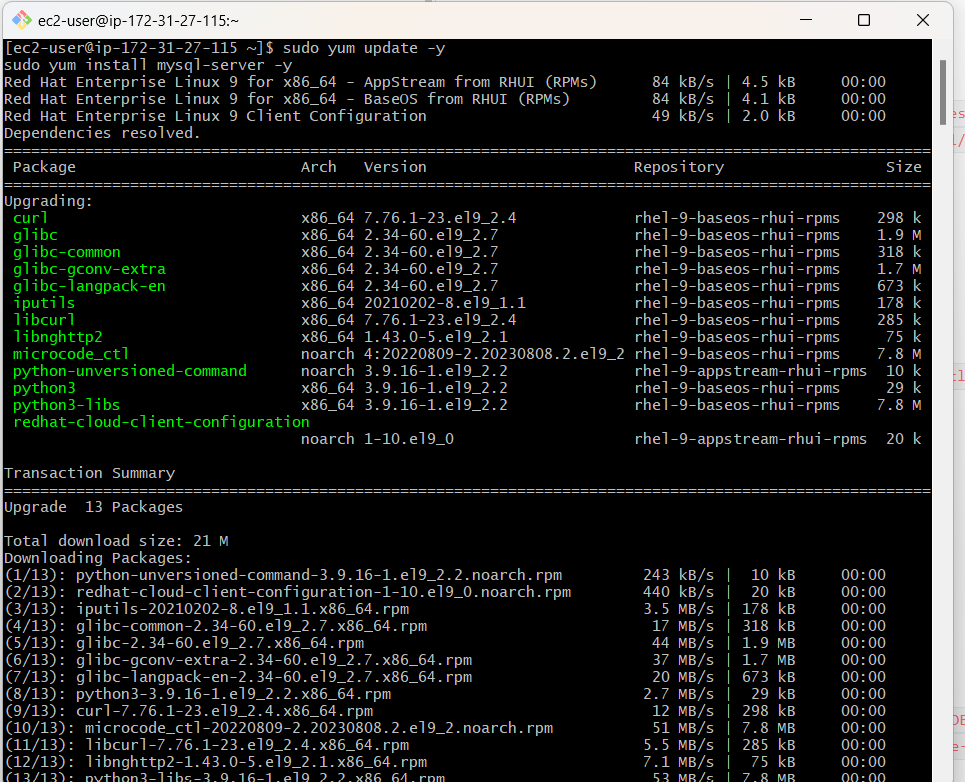 ec2-user@ip-172-31-27-115:~
[ec2-user@ip-172-31-27-115 ~]$ sudo yum update -y
sudo yum install mysql-server -y
Red Hat Enterprise Linux 9 for x86_64 - AppStream from RHUI (RPMs) 84 kB/s | 4.5 kB 00:00
Red Hat Enterprise Linux 9 for x86_64 - BaseOS from RHUI (RPMs) 84 kB/s | 4.1 kB 00:00
Red Hat Enterprise Linux 9 Client Configuration 49 kB/s | 2.0 kB 00:00
Dependencies resolved.
================================================================================
Package Arch Version Repository Size
================================================================================
Upgrading:
curl x86_64 7.76.1-23.el9_2.4 rhel-9-baseos-rhui-rpms 298 k
glibc x86_64 2.34-60.el9_2.7 rhel-9-baseos-rhui-rpms 1.9 M
glibc-common x86_64 2.34-60.el9_2.7 rhel-9-baseos-rhui-rpms 318 k
glibc-gconv-extra x86_64 2.34-60.el9_2.7 rhel-9-baseos-rhui-rpms 1.7 M
glibc-langpack-en x86_64 2.34-60.el9_2.7 rhel-9-baseos-rhui-rpms 673 k
iputils x86_64 20210202-8.el9_1.1 rhel-9-baseos-rhui-rpms 178 k
libcurl x86_64 7.76.1-23.el9_2.4 rhel-9-baseos-rhui-rpms 285 k
libnghttp2 x86_64 1.43.0-5.el9_2.1 rhel-9-baseos-rhui-rpms 75 k
microcode_ctl noarch 4:20220809-2.20230808.2.el9_2 rhel-9-baseos-rhui-rpms 7.8 M
python-unversioned-command noarch 3.9.16-1.el9_2.2 rhel-9-appstream-rhui-rpms 10 k
python3 x86_64 3.9.16-1.el9_2.2 rhel-9-baseos-rhui-rpms 29 k
python3-libs x86_64 3.9.16-1.el9_2.2 rhel-9-baseos-rhui-rpms 7.8 M
redhat-cloud-client-configuration
noarch 1-10.el9_0 rhel-9-appstream-rhui-rpms 20 k
Transaction Summary
================================================================================
Upgrade 13 Packages
Total download size: 21 M
Downloading Packages:
(1/13): python-unversioned-command-3.9.16-1.el9_2.2.noarch.rpm 243 kB/s | 10 kB 00:00
(2/13): redhat-cloud-client-configuration-1-10.el9_0.noarch.rpm 440 kB/s | 20 kB 00:00
(3/13): iputils-20210202-8.el9_1.1.x86_64.rpm 3.5 MB/s | 178 kB 00:00
(4/13): glibc-common-2.34-60.el9_2.7.x86_64.rpm 17 MB/s | 318 kB 00:00
(5/13): glibc-2.34-60.el9_2.7.x86_64.rpm 44 MB/s | 1.9 MB 00:00
(6/13): glibc-gconv-extra-2.34-60.el9_2.7.x86_64.rpm 37 MB/s | 1.7 MB 00:00
(7/13): glibc-langpack-en-2.34-60.el9_2.7.x86_64.rpm 20 MB/s | 673 kB 00:00
(8/13): python3-3.9.16-1.el9_2.2.x86_64.rpm 2.7 MB/s | 29 kB 00:00
(9/13): curl-7.76.1-23.el9_2.4.x86_64.rpm 12 MB/s | 298 kB 00:00
(10/13): microcode_ctl-20220809-2.20230808.2.el9_2.noarch.rpm 51 MB/s | 7.8 MB 00:00
(11/13): libcurl-7.76.1-23.el9_2.4.x86_64.rpm 5.5 MB/s | 285 kB 00:00
(12/13): libnghttp2-1.43.0-5.el9_2.1.x86_64.rpm 7.1 MB/s | 75 kB 00:00
(13/13): python3-libs-3.9.16-1.el9_2.2.x86_64.rpm 53 MB/s | 7.8 MB 00:00